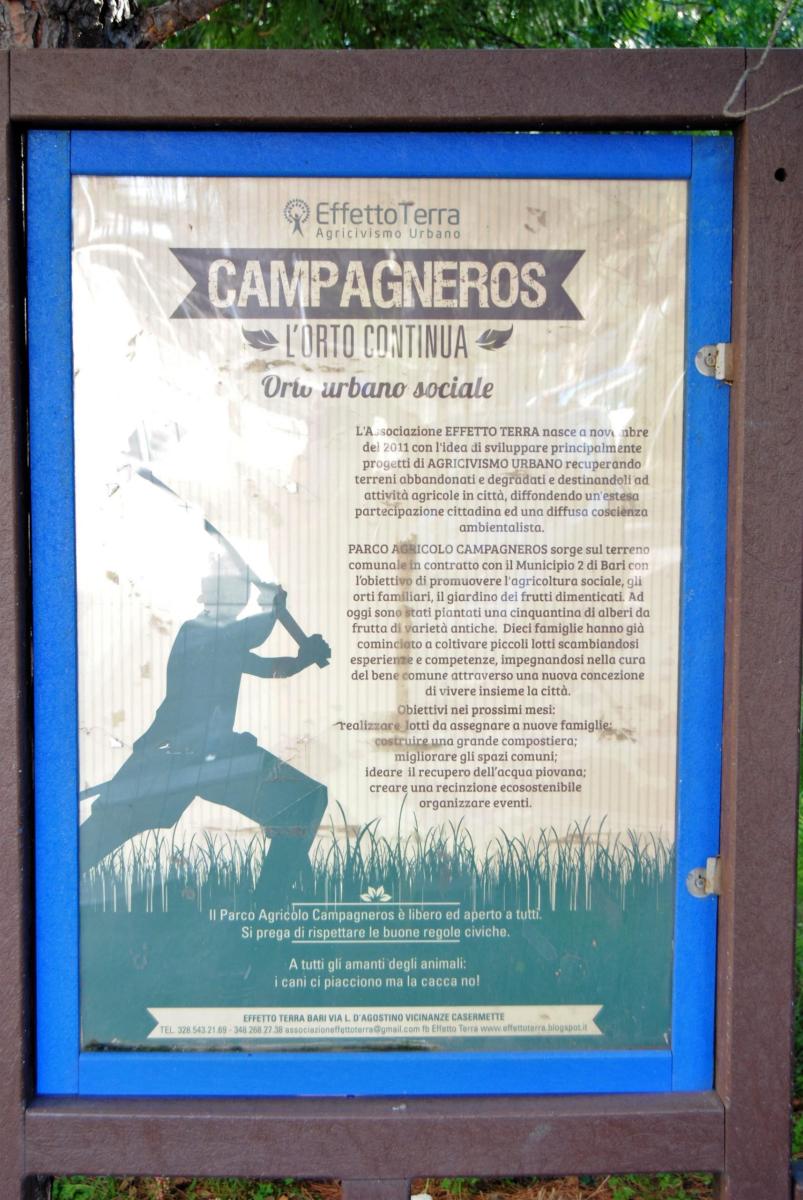 EffettoTerra
Agricivismo Urbano
CAMPAGNEROS
L'ORTO CONTINUA
Orto urbano sociale
L'Associazione EFFETTO TERRA nasce a novembre
del 2011 con l'idea di sviluppare principalmente
progetti di AGRICIVISMO URBANO recuperando
terreni abbandonati e degradati e destinandoli ad
attività agricole in città, diffondendo un'estesa
partecipazione cittadina ed una diffusa coscienza
ambientalista.
PARCO AGRICOLO CAMPAGNEROS sorge sul terreno
comunale in contratto con il Municipio 2 di Bari con
l'obiettivo di promuovere l'agricoltura sociale, gli
orti familiari, il giardino dei frutti dimenticati. Ad
oggi sono stati plantati una cinquantina di alberi da
frutta di varietà antiche. Dieci famiglie hanno già
cominciato a coltivare piccoli lotti scambiandosi
esperienze e competenze, impegnandosi nella cura
del bene comune attraverso una nuova concezione
di vivere insieme la città.
Obiettivi nei prossimi mesi:
realizzare lotti da assegnare a nuove famiglie;
costruire una grande compostiera;
migliorare gli spazi comuni;
ideare il recupero dell'acqua piovana;
creare una recinzione ecosostenibile
organizzare eventi.
Il Parco Agricolo Campagneros è libero ed aperto a tutti.
Si prega di rispettare le buone regole civiche.
A tutti gli amanti degli animali:
i cani ci piacciono ma la cacca no!
EFFETTO TERRA BARI VIA L. D'AGOSTINO VICINANZE CASERMETTE
TEL. 328.543.21.69 - 348 268 27.38 associazioneffettoterra@gmail.com fb Effetto Terra www.effettoterra.blogspot.it